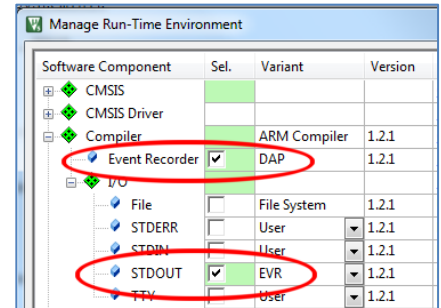 Manage Run-Time Environment
Software Component Sel. Variant Version
CMSIS
CMSIS Driver
Compiler ARM Compiler 1.2.1
Event Recorder DAP 1.2.1
I/O
File File System 1.2.1
STDERR User 1.2.1
STDIN User 1.2.1
STDOUT EVR 1.2.1
TTY User 1.2.1